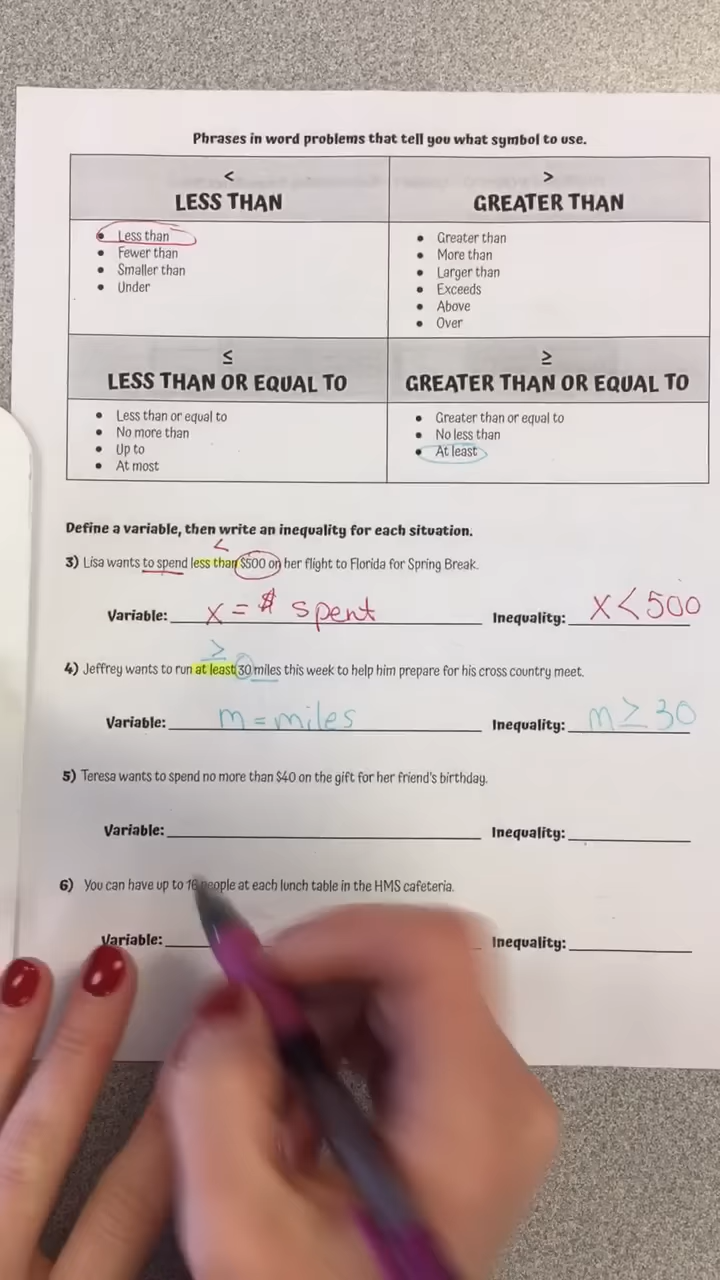 Phrases in word problems that tell you what symbol to use.
<
LESS THAN
• Less than
• Fewer than
• Smaller than
• Under
>
GREATER THAN
• Greater than
• More than
• Larger than
• Exceeds
• Above
• Over
≤
LESS THAN OR EQUAL TO
• Less than or equal to
• No more than
• Up to
• At most
≥
GREATER THAN OR EQUAL TO
• Greater than or equal to
• No less than
• At least
Define a variable, then write an inequality for each situation.
<
3) Lisa wants to spend less than $500 on her flight to Florida for Spring Break.
Variable: x = $ spent Inequality: x < 500
≥
4) Jeffrey wants to run at least 30 miles this week to help him prepare for his cross country meet.
Variable: m = miles Inequality: m ≥ 30
5) Teresa wants to spend no more than $40 on the gift for her friend's birthday.
Variable: Inequality:
6) You can have up to people at each lunch table in the HMS cafeteria.
Variable: Inequality: